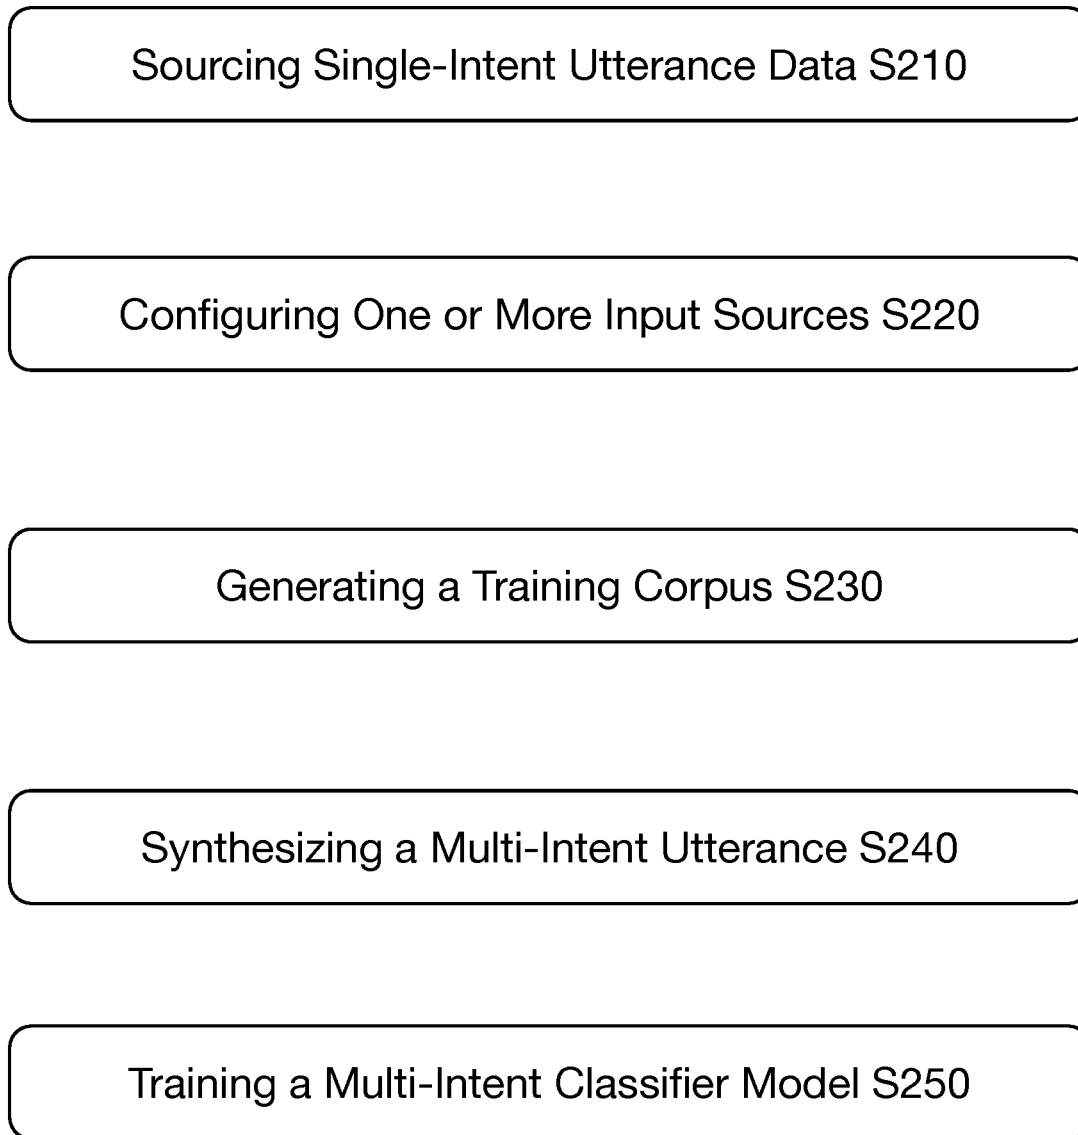 Sourcing Single-Intent Utterance Data S210
Configuring One or More Input Sources S220
Generating a Training Corpus S230
Synthesizing a Multi-Intent Utterance S240
Training a Multi-Intent Classifier Model S250